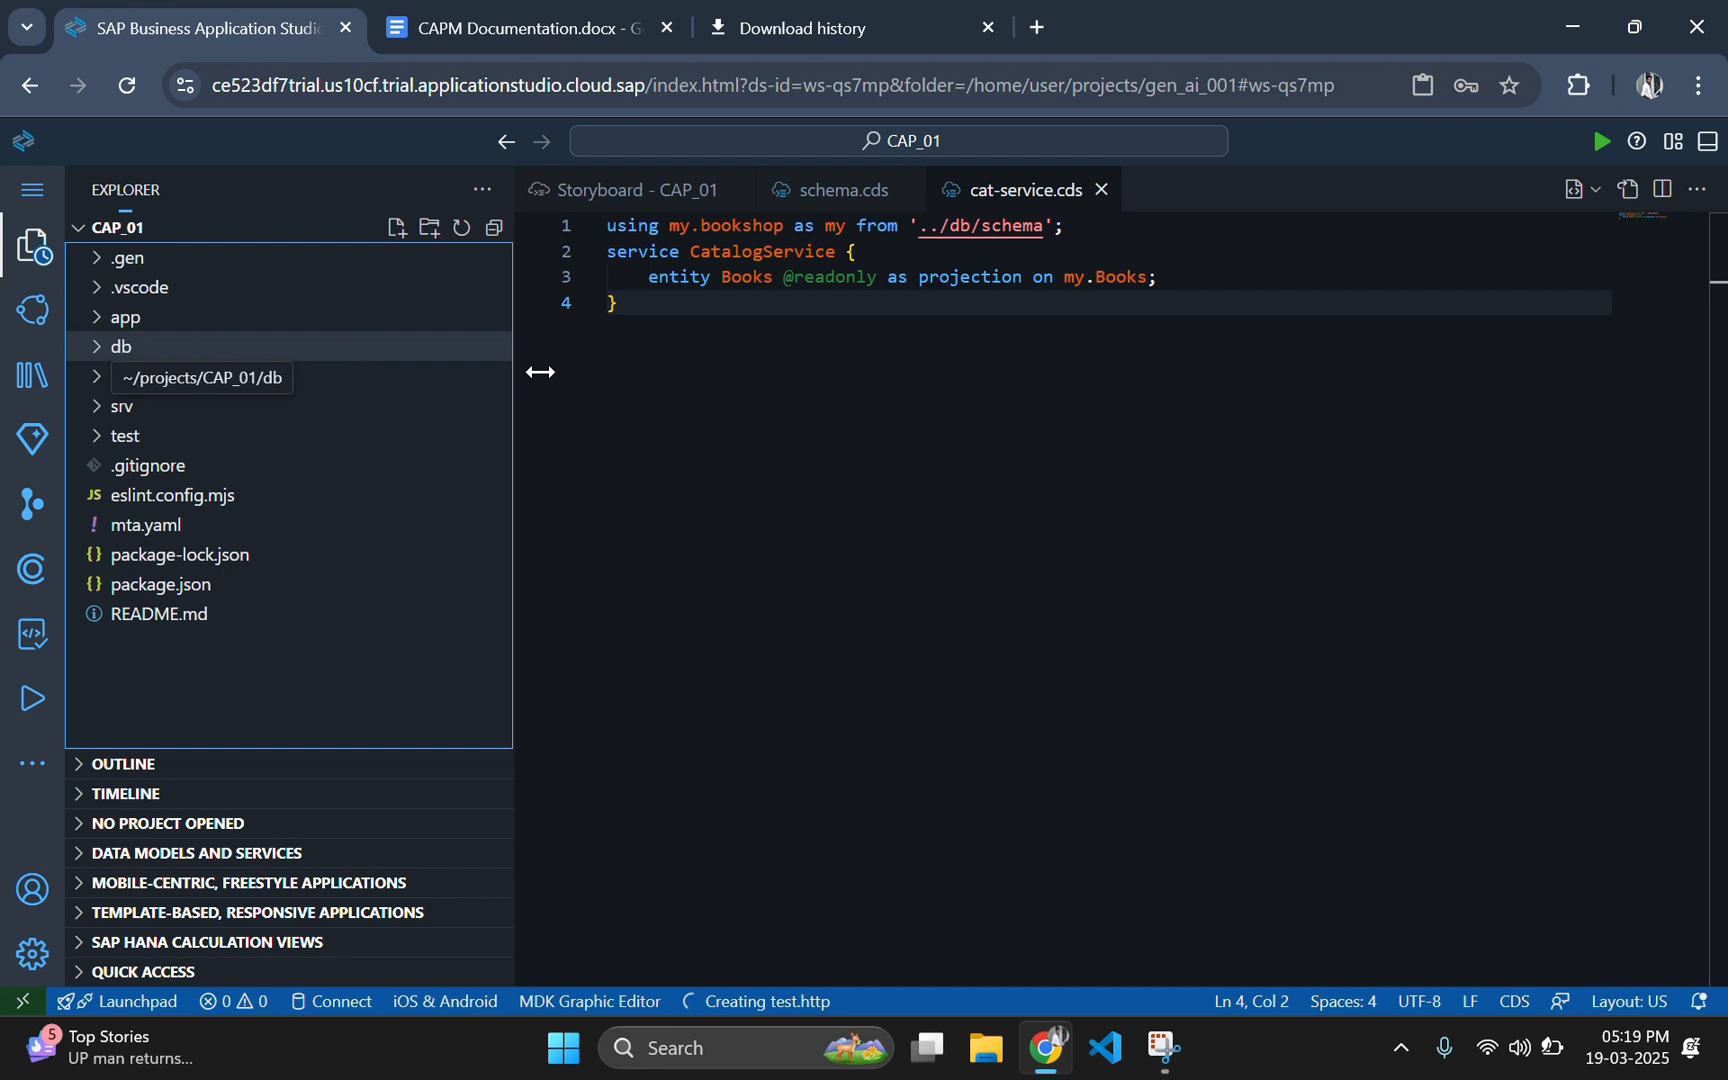 SAP Business Application Studio
CAPM Documentation.docx - G
Download history
ce523df7trial.us10cf.trial.applicationstudio.cloud.sap/index.html?ds-id=ws-qs7mp&folder=/home/user/projects/gen_ai_001#ws-qs7mp
CAP_01
EXPLORER
Storyboard - CAP_01
schema.cds
cat-service.cds
CAP_01
.gen
.vscode
app
db
~/projects/CAP_01/db
srv
test
.gitignore
JS eslint.config.mjs
! mta.yaml
{} package-lock.json
{} package.json
README.md
1 using my.bookshop as my from '../db/schema';
2 service CatalogService {
3 entity Books @readonly as projection on my.Books;
4 }
OUTLINE
TIMELINE
NO PROJECT OPENED
DATA MODELS AND SERVICES
MOBILE-CENTRIC, FREESTYLE APPLICATIONS
TEMPLATE-BASED, RESPONSIVE APPLICATIONS
SAP HANA CALCULATION VIEWS
QUICK ACCESS
Launchpad 0 0 Connect iOS & Android MDK Graphic Editor Creating test.http Ln 4, Col 2 Spaces: 4 UTF-8 LF CDS Layout: US
5
Top Stories
UP man returns...
Search
05:19 PM
19-03-2025